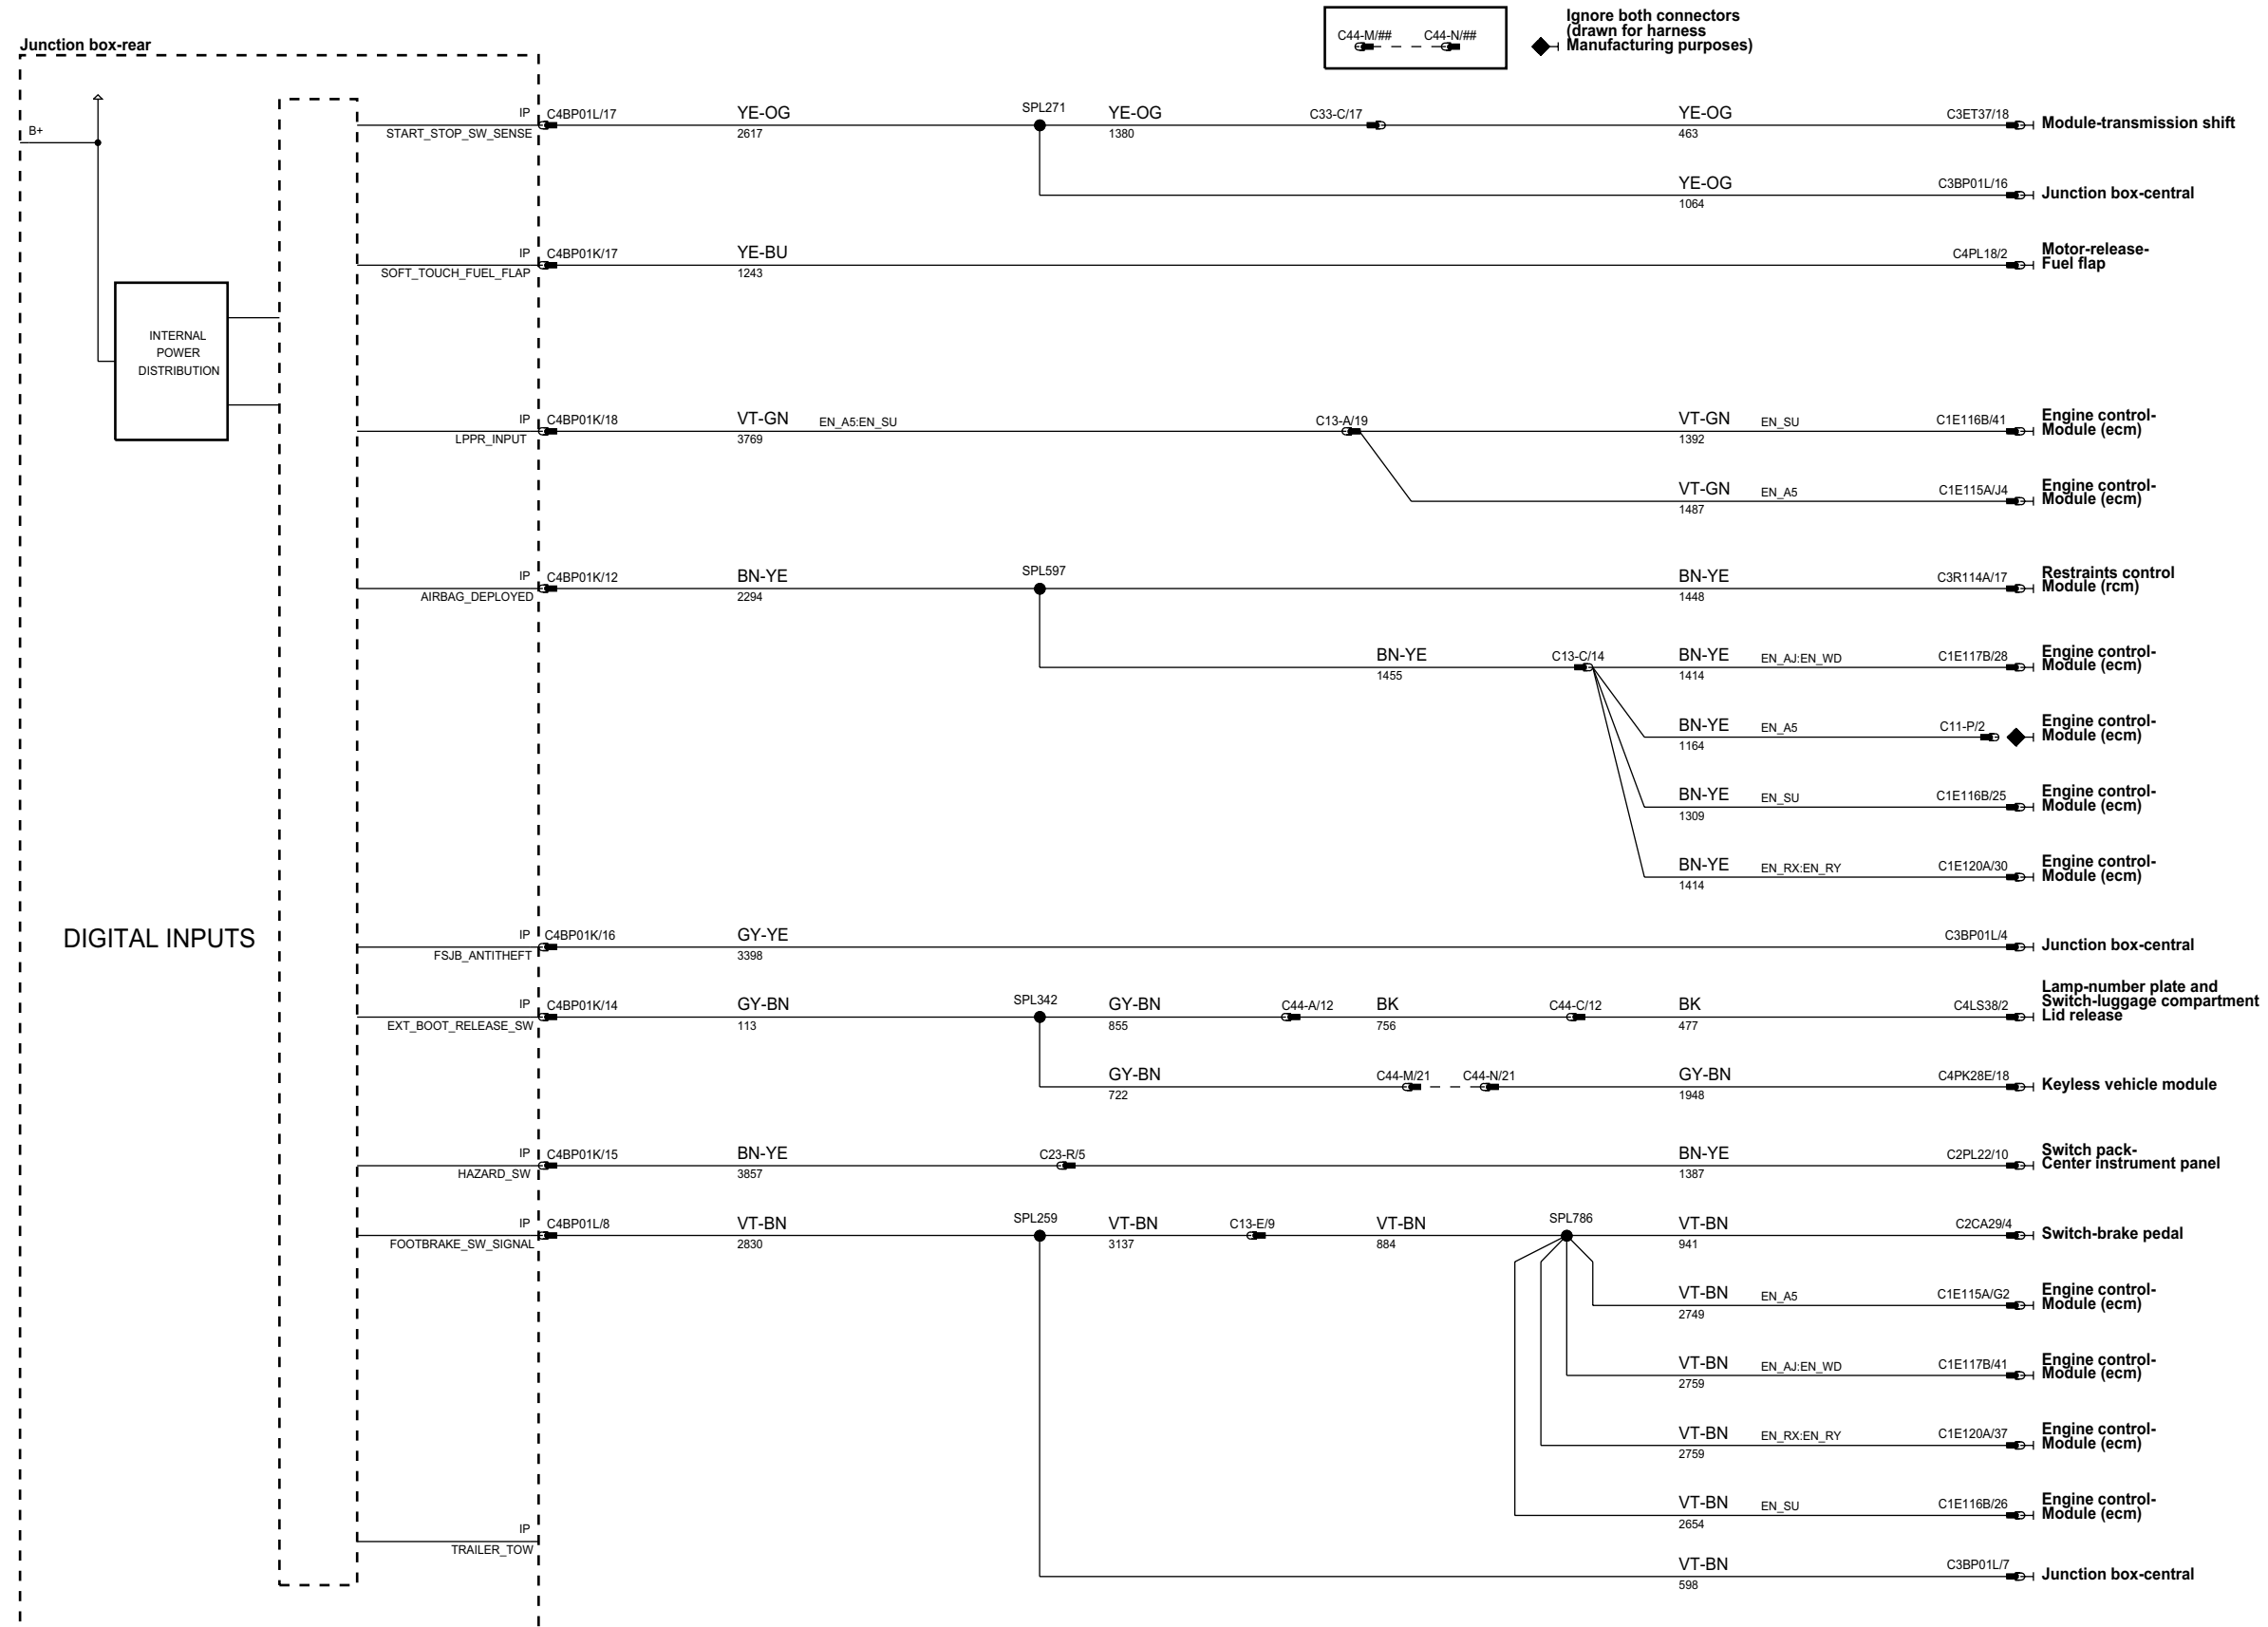 C44-M/## C44-N/##
Ignore both connectors
(drawn for harness
Manufacturing purposes)
Junction box-rear
B+
INTERNAL
POWER
DISTRIBUTION
DIGITAL INPUTS
IP C4BP01L/17 YE-OG SPL271 YE-OG C33-C/17 YE-OG C3ET37/18 Module-transmission shift
START_STOP_SW_SENSE 2617 1380 463
YE-OG C3BP01L/16 Junction box-central
1064
IP C4BP01K/17 YE-BU C4PL18/2 Motor-release-
Fuel flap
SOFT_TOUCH_FUEL_FLAP 1243
IP C4BP01K/18 VT-GN EN_A5:EN_SU C13-A/19 VT-GN EN_SU C1E116B/41 Engine control-
Module (ecm)
LPPR_INPUT 3769 1392
VT-GN EN_A5 C1E115A/J4 Engine control-
Module (ecm)
1487
IP C4BP01K/12 BN-YE SPL597 BN-YE C3R114A/17 Restraints control
Module (rcm)
AIRBAG_DEPLOYED 2294 1448
BN-YE C13-C/14 BN-YE EN_AJ:EN_WD C1E117B/28 Engine control-
Module (ecm)
1455 1414
BN-YE EN_A5 C11-P/2 Engine control-
Module (ecm)
1164
BN-YE EN_SU C1E116B/25 Engine control-
Module (ecm)
1309
BN-YE EN_RX:EN_RY C1E120A/30 Engine control-
Module (ecm)
1414
IP C4BP01K/16 GY-YE C3BP01L/4 Junction box-central
FSJB_ANTITHEFT 3398
IP C4BP01K/14 GY-BN SPL342 GY-BN C44-A/12 BK C44-C/12 BK C4LS38/2 Lamp-number plate and
Switch-luggage compartment
Lid release
EXT_BOOT_RELEASE_SW 113 855 756 477
GY-BN C44-M/21 C44-N/21 GY-BN C4PK28E/18 Keyless vehicle module
722 1948
IP C4BP01K/15 BN-YE C23-R/5 BN-YE C2PL22/10 Switch pack-
Center instrument panel
HAZARD_SW 3857 1387
IP C4BP01L/8 VT-BN SPL259 VT-BN C13-E/9 VT-BN SPL786 VT-BN C2CA29/4 Switch-brake pedal
FOOTBRAKE_SW_SIGNAL 2830 3137 884 941
VT-BN EN_A5 C1E115A/G2 Engine control-
Module (ecm)
2749
VT-BN EN_AJ:EN_WD C1E117B/41 Engine control-
Module (ecm)
2759
VT-BN EN_RX:EN_RY C1E120A/37 Engine control-
Module (ecm)
2759
VT-BN EN_SU C1E116B/26 Engine control-
Module (ecm)
2654
IP
TRAILER_TOW
VT-BN C3BP01L/7 Junction box-central
598